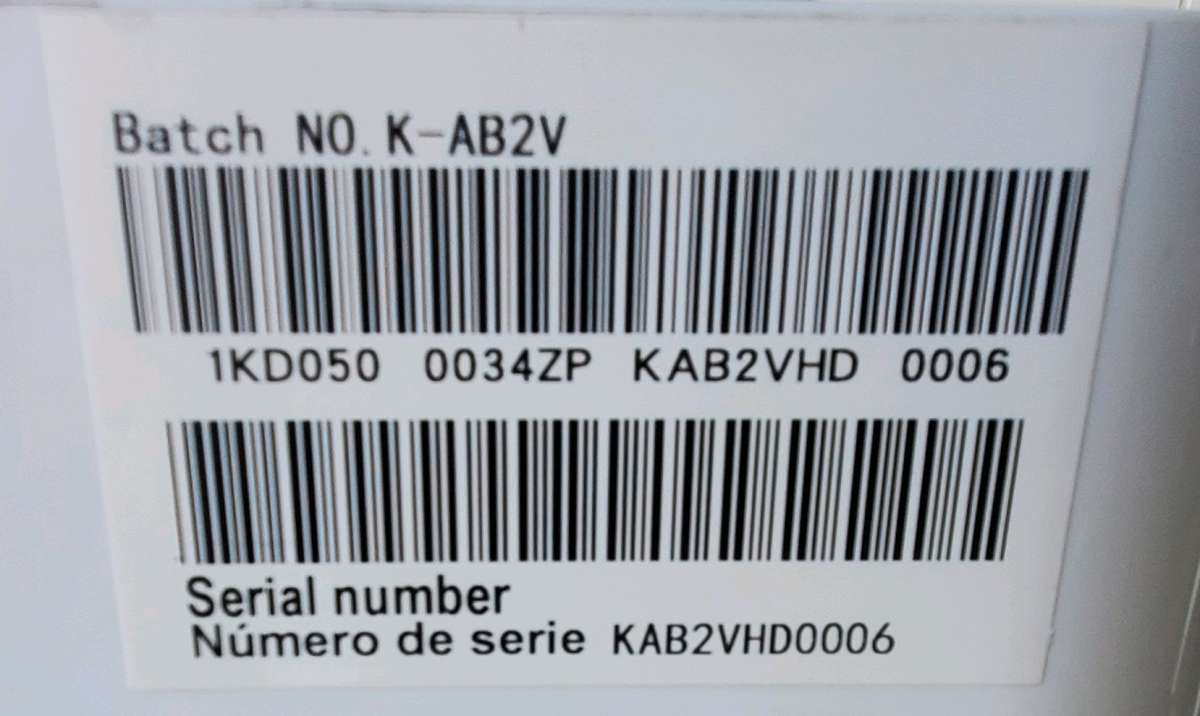 Batch NO. K-AB2V
1KD050 0034ZP KAB2VHD 0006
Serial number
Número de serie KAB2VHD0006